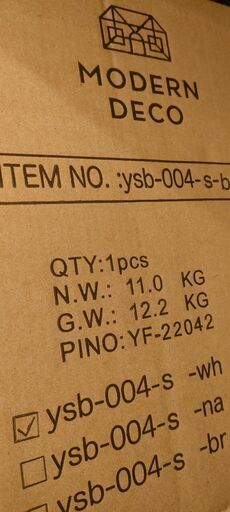 MODERN
DECO
ITEM NO. :ysb-004-s-b
QTY:1pcs
N.W.: 11.0 KG
G.W.: 12.2 KG
PINO:YF-22042
ysb-004-s -wh
ysb-004-s -na
ysb-004-s -br